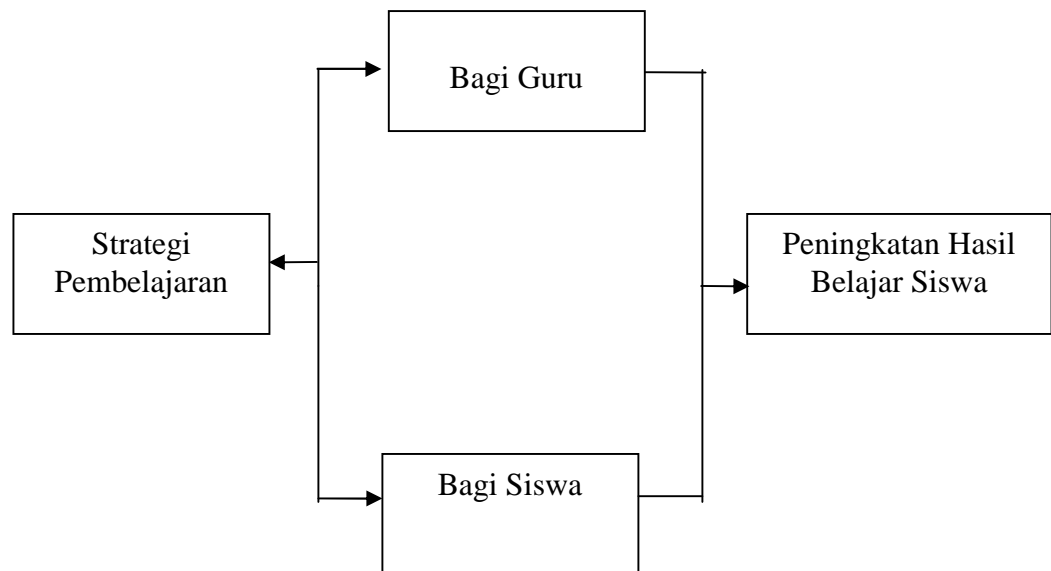 Bagi Guru
Strategi
Pembelajaran
Peningkatan Hasil
Belajar Siswa
Bagi Siswa